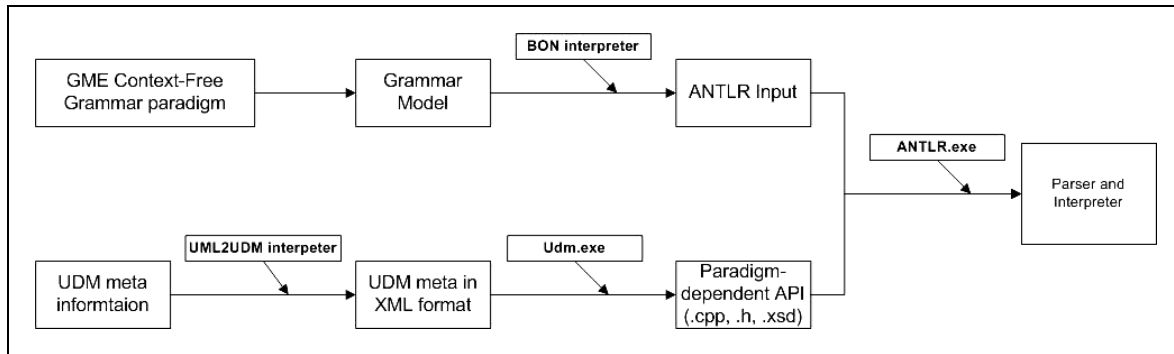 BON interpreter
GME Context-Free
Grammar paradigm
Grammar
Model
ANTLR Input
ANTLR.exe
Parser and
Interpreter
UML2UDM interpeter
Udm.exe
UDM meta
informtaion
UDM meta in
XML format
Paradigm-
dependent API
(.cpp, .h, .xsd)